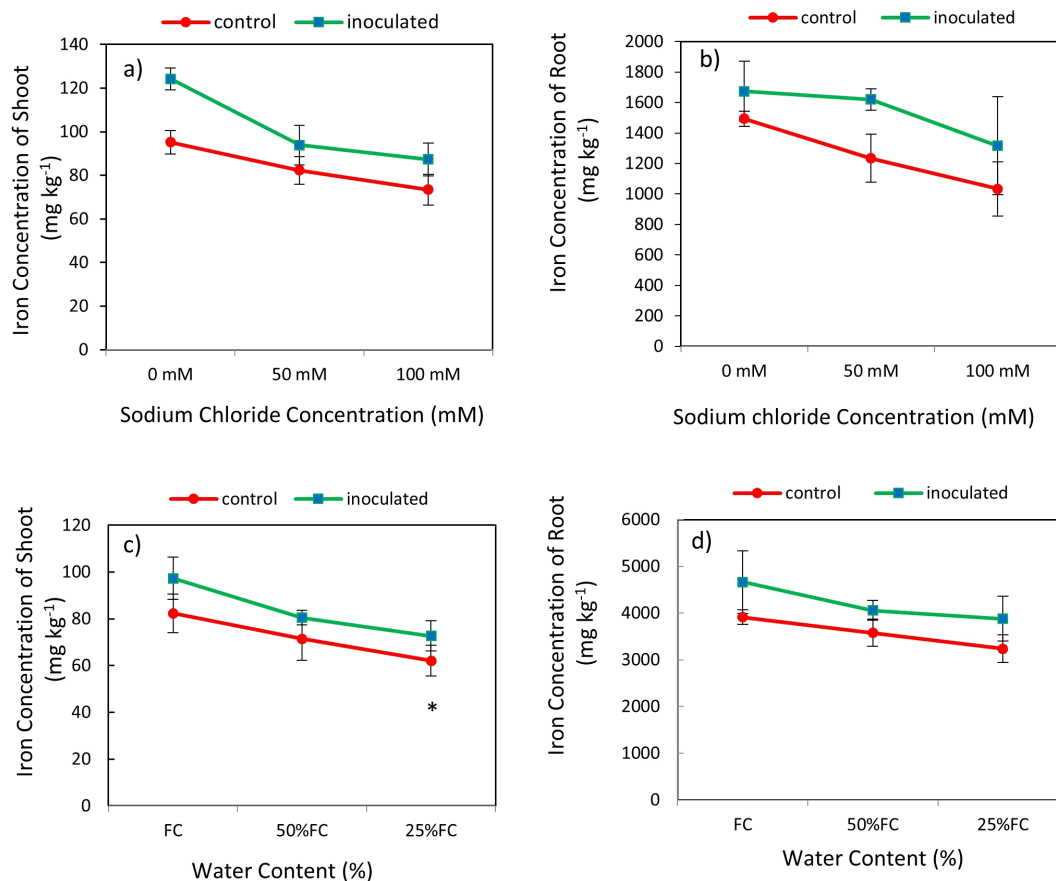 control inoculated
a)
Iron Concentration of Shoot
(mg kg-1)
140
120
100
80
60
40
20
0
0 mM 50 mM 100 mM
Sodium Chloride Concentration (mM)
control inoculated
b)
Iron Concentration of Root
(mg kg-1)
2000
1800
1600
1400
1200
1000
800
600
400
200
0
0 mM 50 mM 100 mM
Sodium chloride Concentration (mM)
control inoculated
c)
Iron Concentration of Shoot
(mg kg-1)
120
100
80
60
40
20
0
*
FC 50%FC 25%FC
Water Content (%)
control inoculated
d)
Iron Concentration of Root
(mg kg-1)
6000
5000
4000
3000
2000
1000
0
FC 50%FC 25%FC
Water Content (%)